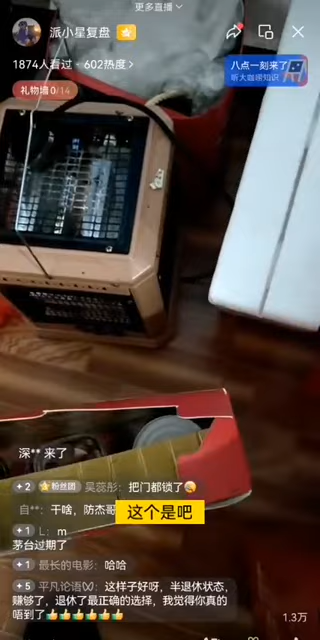 更多直播
派小星复盘
1874人看过 · 602热度
八点一刻来了
听大咖唠知识
礼物墙 0/14
深** 来了
+2 粉丝团 吴蕊彤： 把门都锁了
自**： 干啥，防杰哥
这个是吧
+1 L： m
茅台过期了
+1 最长的电影： 哈哈
+5 平凡论语： 这样子好呀，半退休状态，
赚够了，退休了最正确的选择，我觉得你真的
唔到了👍👍👍👍👍👍
1.3万